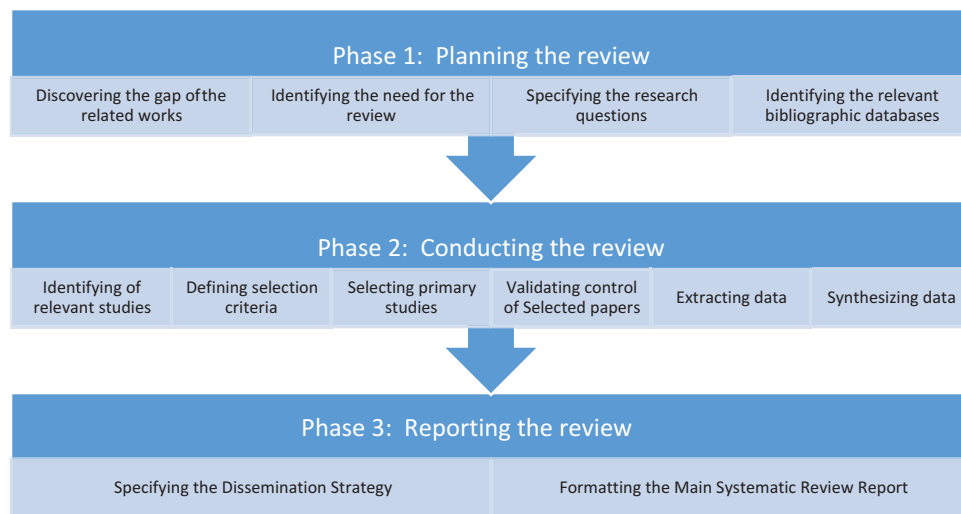 Phase 1: Planning the review
Discovering the gap of the
related works
Identifying the need for the
review
Specifying the research
questions
Identifying the relevant
bibliographic databases
Phase 2: Conducting the review
Identifying of
relevant studies
Defining selection
criteria
Selecting primary
studies
Validating control
of Selected papers
Extracting data
Synthesizing data
Phase 3: Reporting the review
Specifying the Dissemination Strategy
Formatting the Main Systematic Review Report